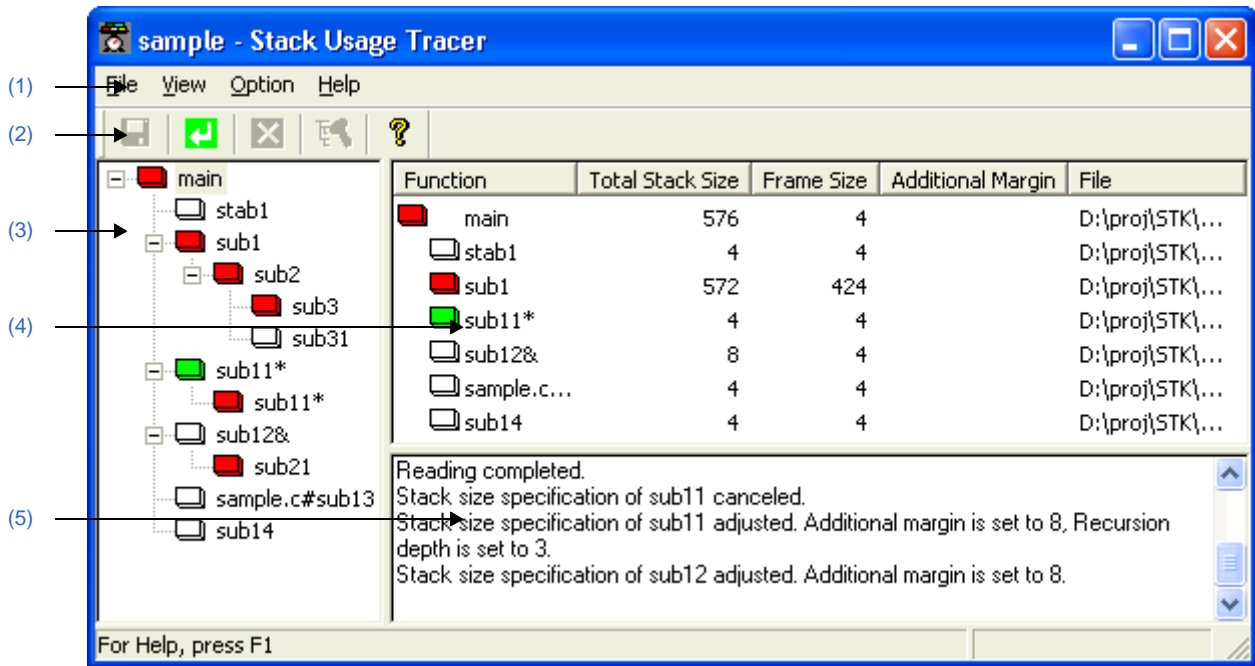 sample - Stack Usage Tracer
(1)
File View Option Help
(2)
(3)
main
stab1
sub1
sub2
sub3
sub31
sub11*
sub11*
sub12&
sub21
sample.c#sub13
sub14
(4)
Function Total Stack Size Frame Size Additional Margin File
main 576 4 D:\proj\STK\...
stab1 4 4 D:\proj\STK\...
sub1 572 424 D:\proj\STK\...
sub11* 4 4 D:\proj\STK\...
sub12& 8 4 D:\proj\STK\...
sample.c... 4 4 D:\proj\STK\...
sub14 4 4 D:\proj\STK\...
(5)
Reading completed.
Stack size specification of sub11 canceled.
Stack size specification of sub11 adjusted. Additional margin is set to 8, Recursion
depth is set to 3.
Stack size specification of sub12 adjusted. Additional margin is set to 8.
For Help, press F1